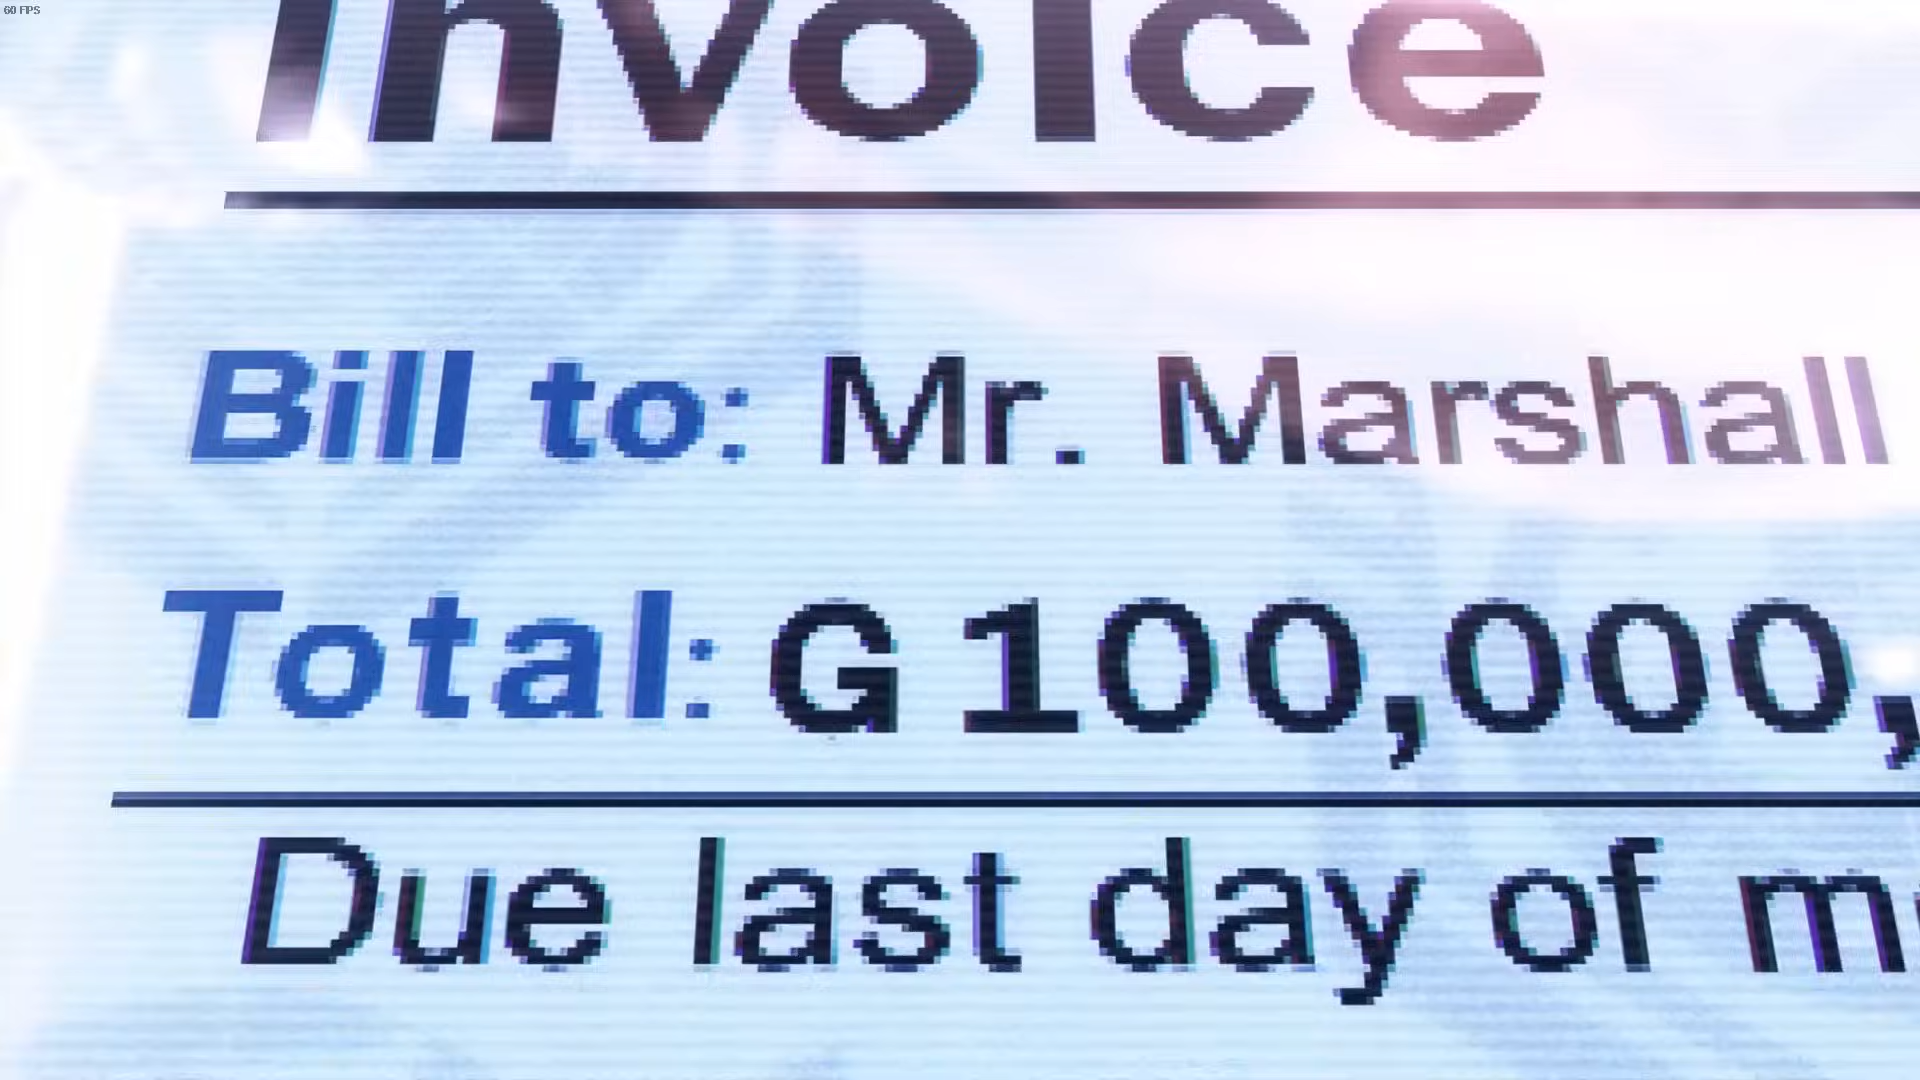 60 FPS
Invoice
Bill to: Mr. Marshall
Total: G 100,000,
Due last day of